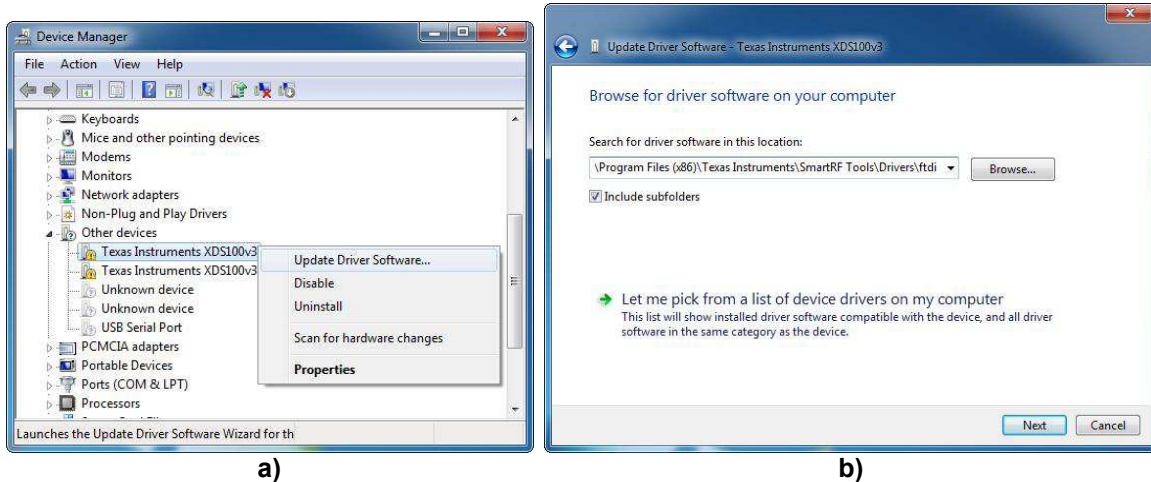 Device Manager
File Action View Help
Keyboards
Mice and other pointing devices
Modems
Monitors
Network adapters
Non-Plug and Play Drivers
Other devices
Texas Instruments XDS100v3
Texas Instruments XDS100v3
Unknown device
Unknown device
USB Serial Port
PCMCIA adapters
Portable Devices
Ports (COM & LPT)
Processors
Update Driver Software...
Disable
Uninstall
Scan for hardware changes
Properties
Launches the Update Driver Software Wizard for th
a)
Update Driver Software - Texas Instruments XDS100v3
Browse for driver software on your computer
Search for driver software in this location:
\Program Files (x86)\Texas Instruments\SmartRF Tools\Drivers\ftdi
Browse...
Include subfolders
Let me pick from a list of device drivers on my computer
This list will show installed driver software compatible with the device, and all driver
software in the same category as the device.
Next Cancel
b)